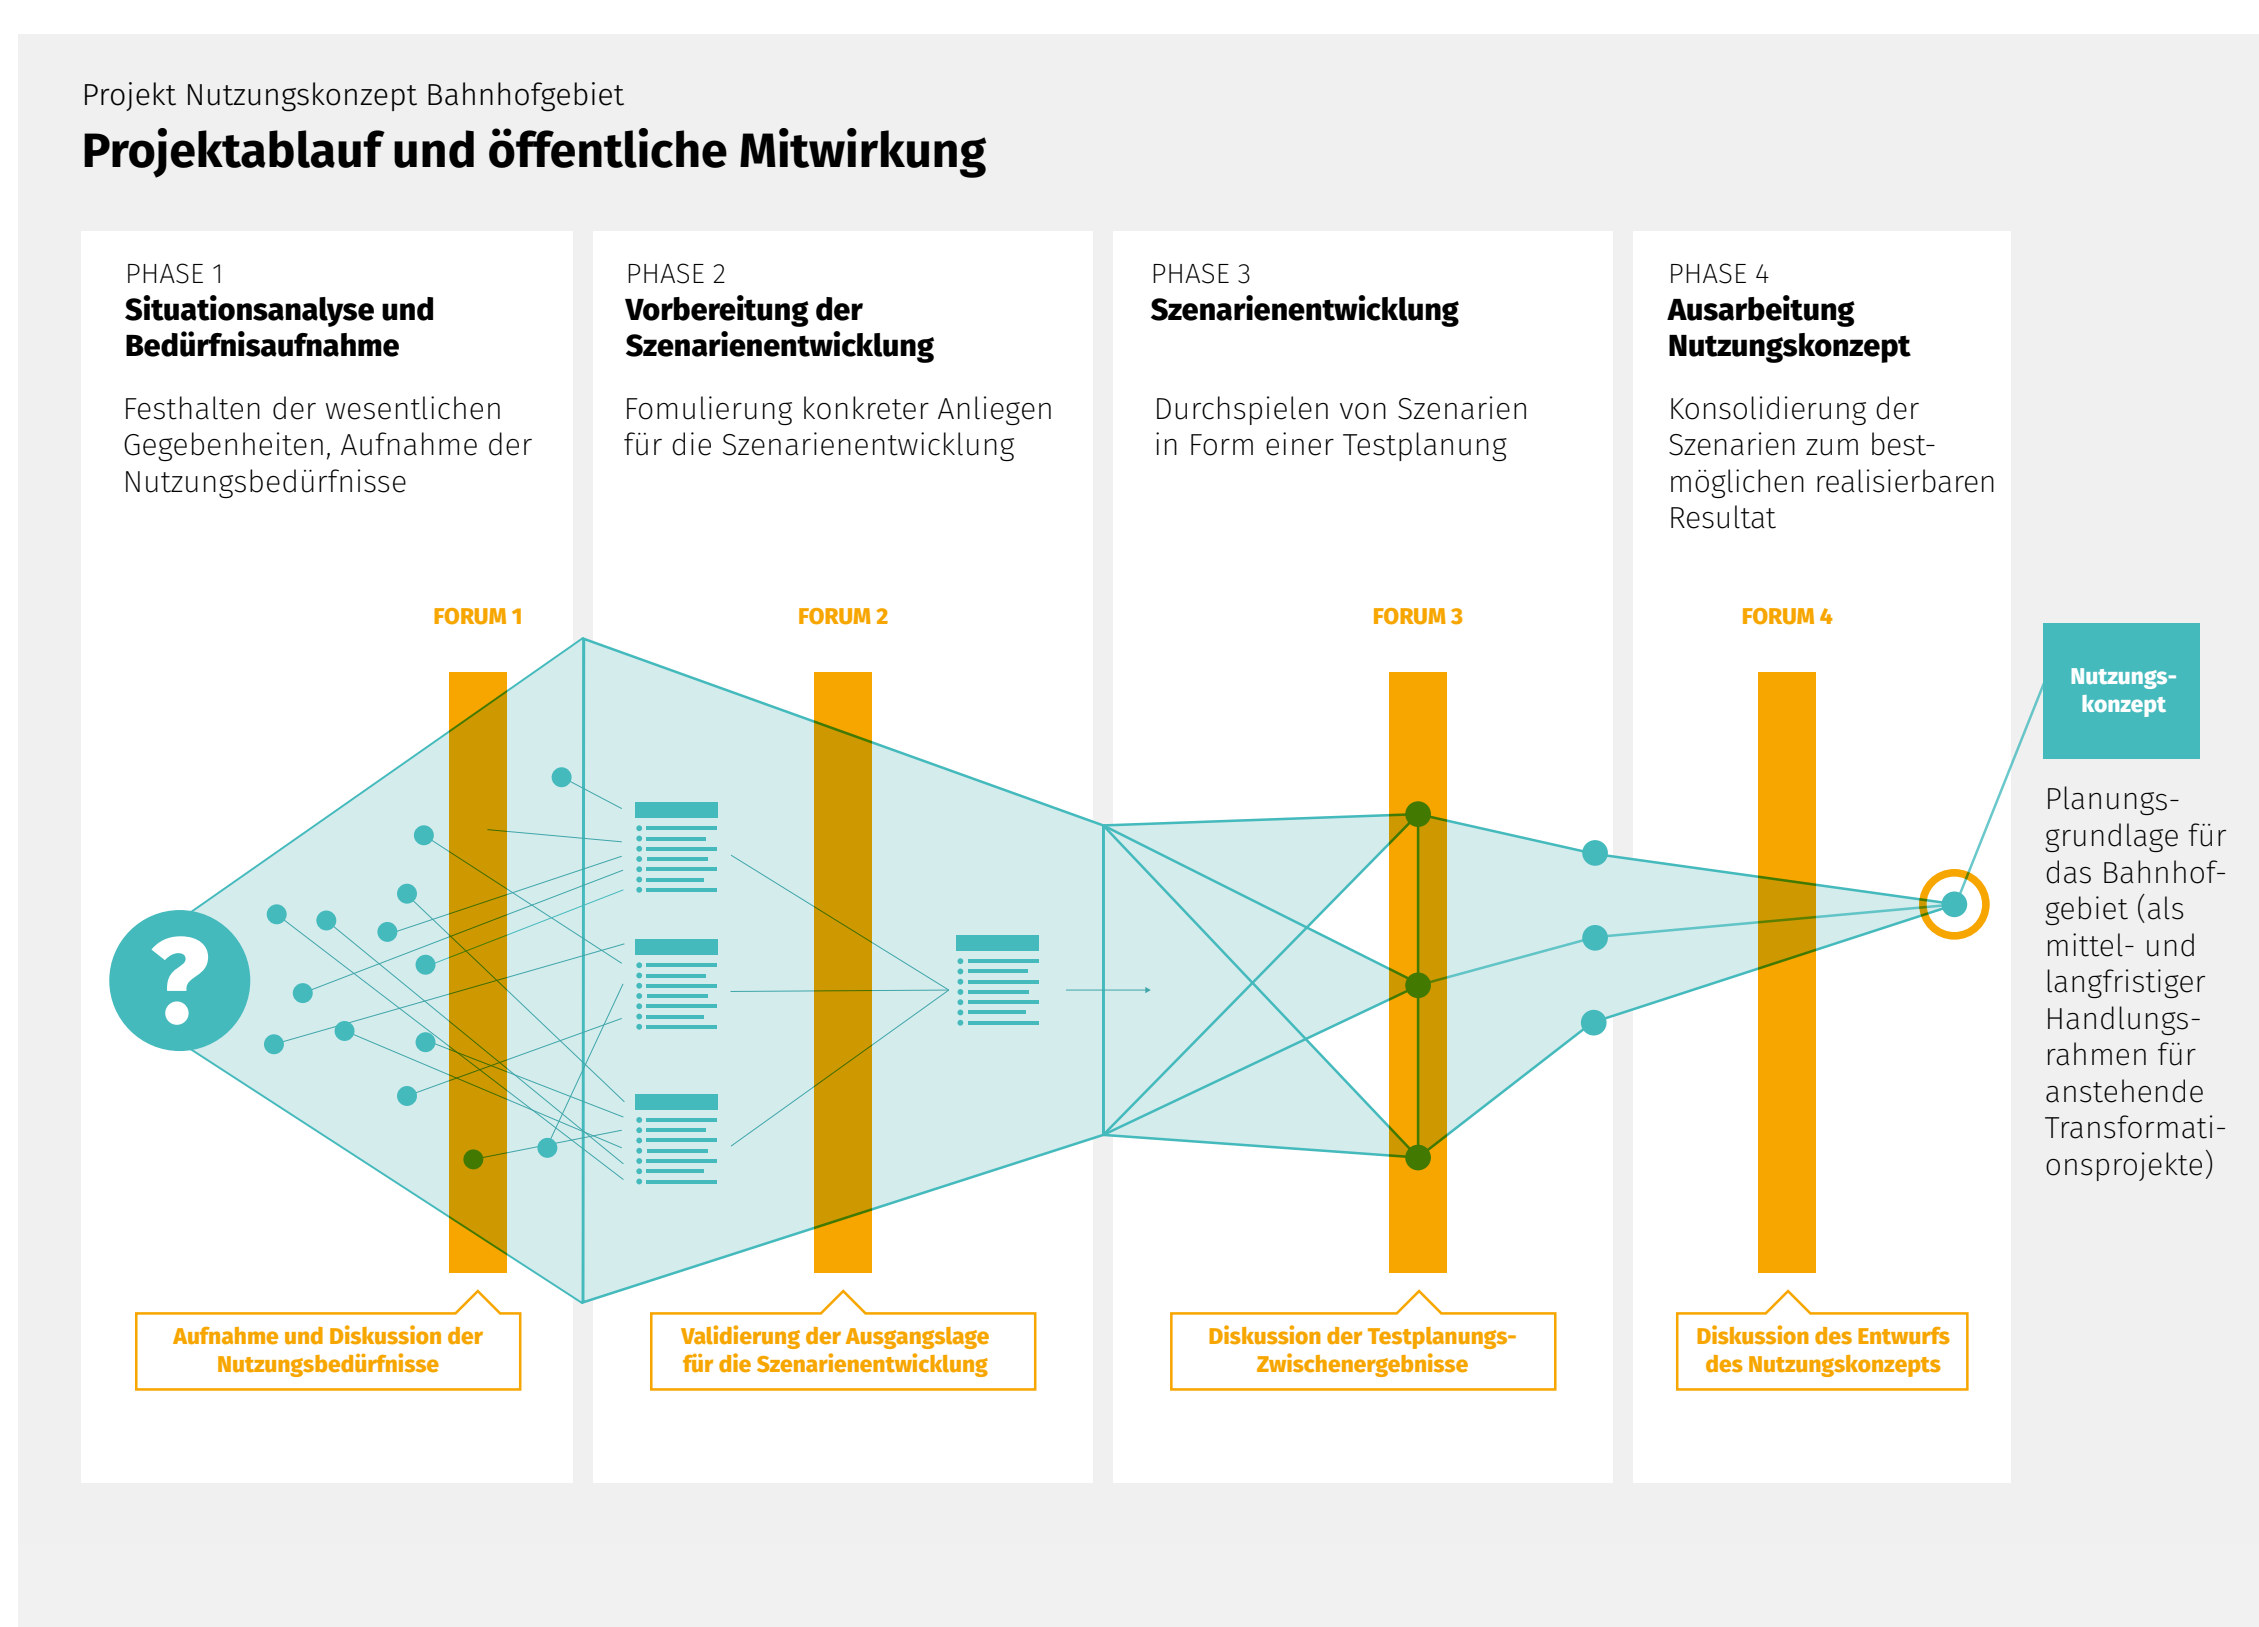 Projekt Nutzungskonzept Bahnhofgebiet
Projektablauf und öffentliche Mitwirkung
PHASE 1
Situationsanalyse und
Bedürfnisaufnahme
Festhalten der wesentlichen
Gegebenheiten, Aufnahme der
Nutzungsbedürfnisse
PHASE 2
Vorbereitung der
Szenarienentwicklung
Fomulierung konkreter Anliegen
für die Szenarienentwicklung
PHASE 3
Szenarienentwicklung
Durchspielen von Szenarien
in Form einer Testplanung
PHASE 4
Ausarbeitung
Nutzungskonzept
Konsolidierung der
Szenarien zum best-
möglichen realisierbaren
Resultat
FORUM 1
FORUM 2
FORUM 3
FORUM 4
?
Nutzungs-
konzept
Planungs-
grundlage für
das Bahnhof-
gebiet (als
mittel- und
langfristiger
Handlungs-
rahmen für
anstehende
Transformati-
onsprojekte)
Aufnahme und Diskussion der
Nutzungsbedürfnisse
Validierung der Ausgangslage
für die Szenarienentwicklung
Diskussion der Testplanungs-
Zwischenergebnisse
Diskussion des Entwurfs
des Nutzungskonzepts